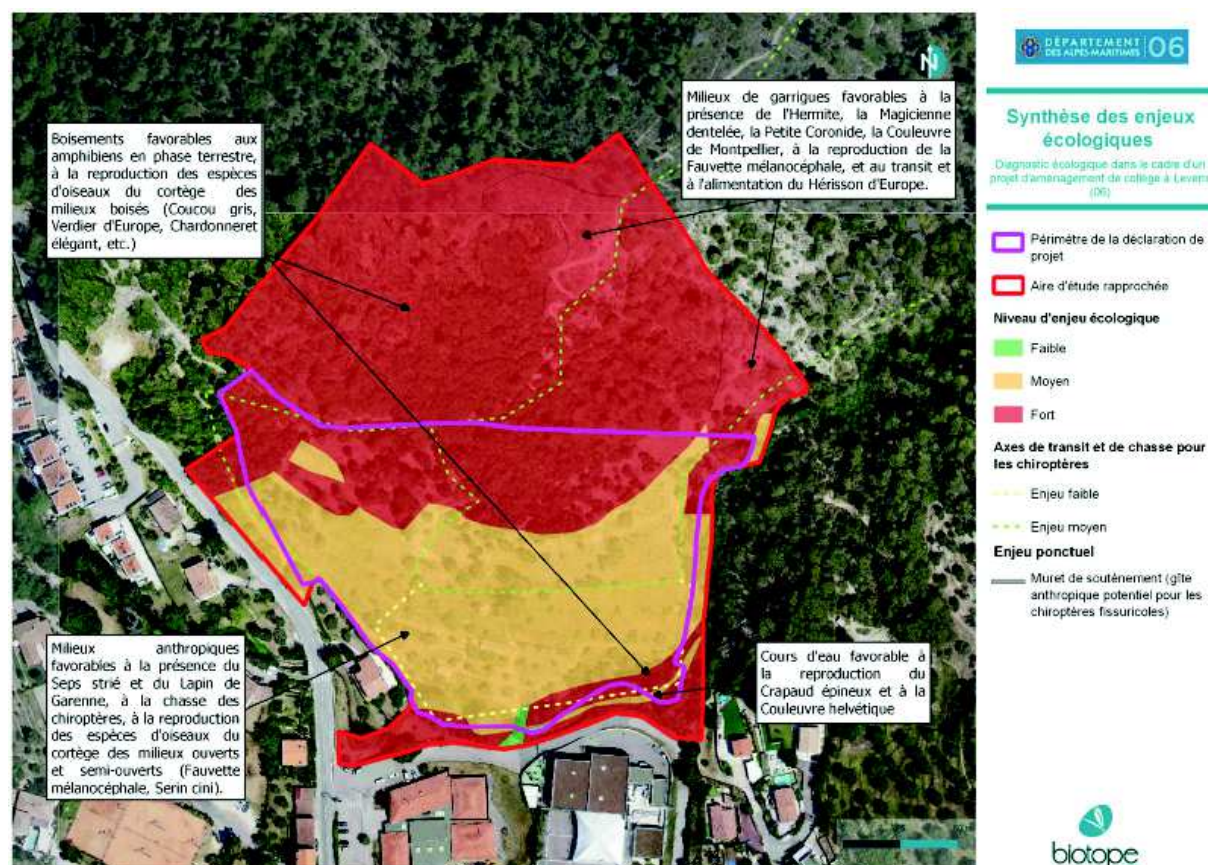 Boisements favorables aux
amphibiens en phase terrestre,
à la reproduction des espèces
d'oiseaux du cortège des
milieux boisés (Coucou gris,
Verdier d'Europe, Chardonneret
élégant, etc.)
N
Milieux de garrigues favorables à la
présence de l'Hermite, la Magicienne
dentelée, la Petite Coronide, la Couleuvre
de Montpellier, à la reproduction de la
Fauvette mélanocéphale, et au transit et
à l'alimentation du Hérisson d'Europe.
Milieux anthropiques
favorables à la présence du
Seps strié et du Lapin de
Garenne, à la chasse des
chiroptères, à la reproduction
des espèces d'oiseaux du
cortège des milieux ouverts
et semi-ouverts (Fauvette
mélanocéphale, Serin cini).
Cours d'eau favorable à
la reproduction du
Crapaud épineux et à la
Couleuvre helvétique
DÉPARTEMENT
DES ALPES-MARITIMES
06
Synthèse des enjeux
écologiques
Diagnostic écologique dans le cadre d'un
projet d'aménagement de collège à Levens
(06)
Périmètre de la déclaration de
projet
Aire d'étude rapprochée
Niveau d'enjeu écologique
Faible
Moyen
Fort
Axes de transit et de chasse pour
les chiroptères
Enjeu faible
Enjeu moyen
Enjeu ponctuel
Muret de soutènement (gîte
anthropique potentiel pour les
chiroptères fissuricoles)
biotope